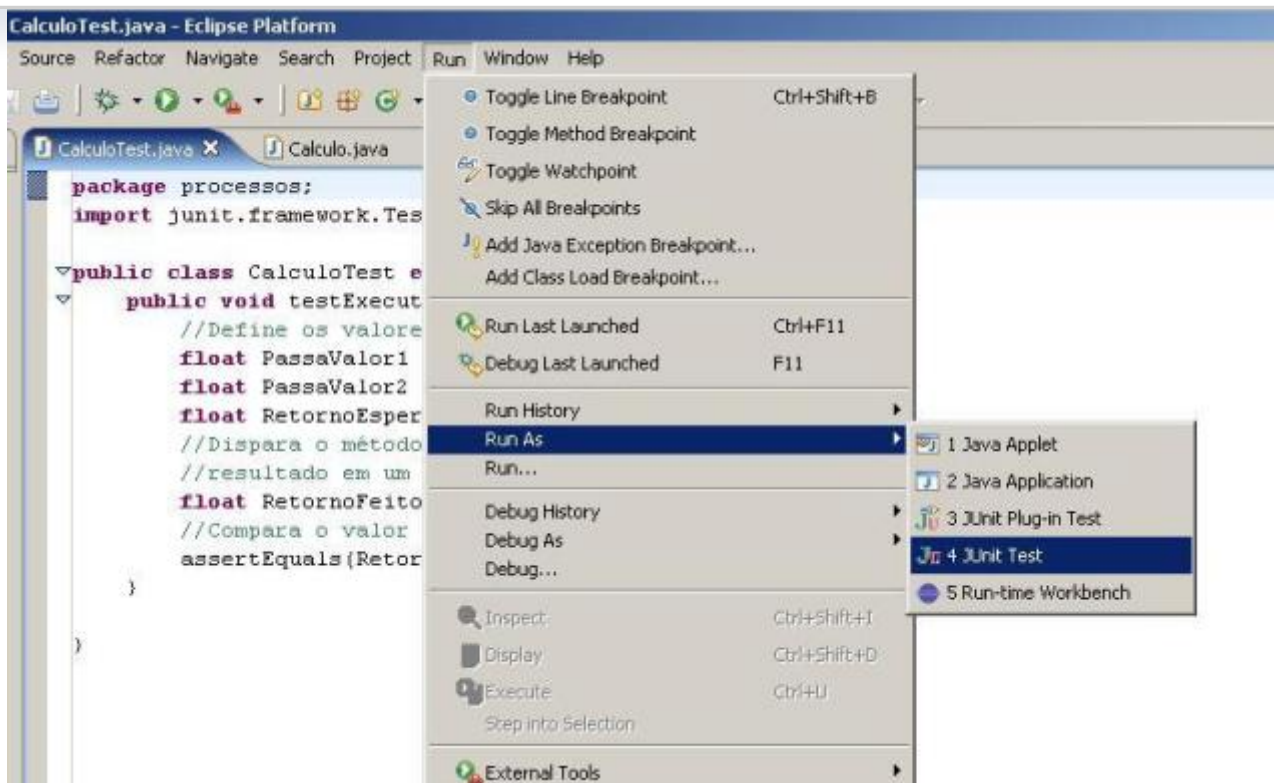 CalculoTest.java - Eclipse Platform
Source Refactor Navigate Search Project Run Window Help
CalculoTest.java Calculo.java
package processos;
import junit.framework.Tes
public class CalculoTest e
public void testExecut
//Define os valore
float PassaValor1
float PassaValor2
float RetornoEsper
//Dispara o método
//resultado em um
float RetornoFeito
//Compara o valor
assertEquals(Retor
}
}
Toggle Line Breakpoint Ctrl+Shift+B
Toggle Method Breakpoint
Toggle Watchpoint
Skip All Breakpoints
Add Java Exception Breakpoint...
Add Class Load Breakpoint...
Run Last Launched Ctrl+F11
Debug Last Launched F11
Run History
Run As
Run...
Debug History
Debug As
Debug...
Inspect Ctrl+Shift+I
Display Ctrl+Shift+D
Execute Ctrl+U
Step into Selection
External Tools
1 Java Applet
2 Java Application
3 JUnit Plug-in Test
4 JUnit Test
5 Run-time Workbench